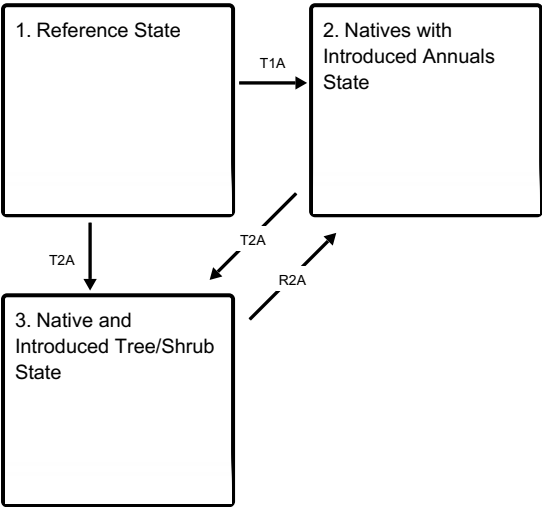 1. Reference State
T1A
2. Natives with
Introduced Annuals
State
T2A
T2A
R2A
3. Native and
Introduced Tree/Shrub
State